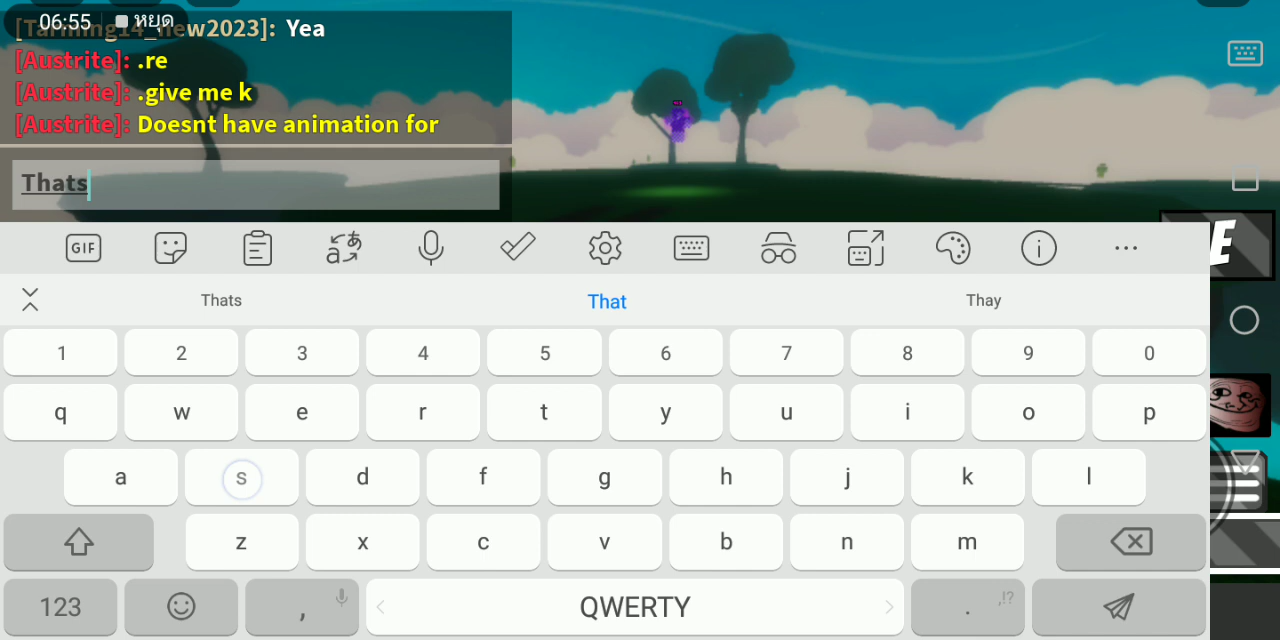 06:55 หยุด
[Tarming14_new2023]: Yea
[Austrite]: .re
[Austrite]: .give me k
[Austrite]: Doesnt have animation for
Thats
E
GIF
Thats That Thay
1 2 3 4 5 6 7 8 9 0
q w e r t y u i o p
a s d f g h j k l
z x c v b n m
123 , QWERTY . ,!?